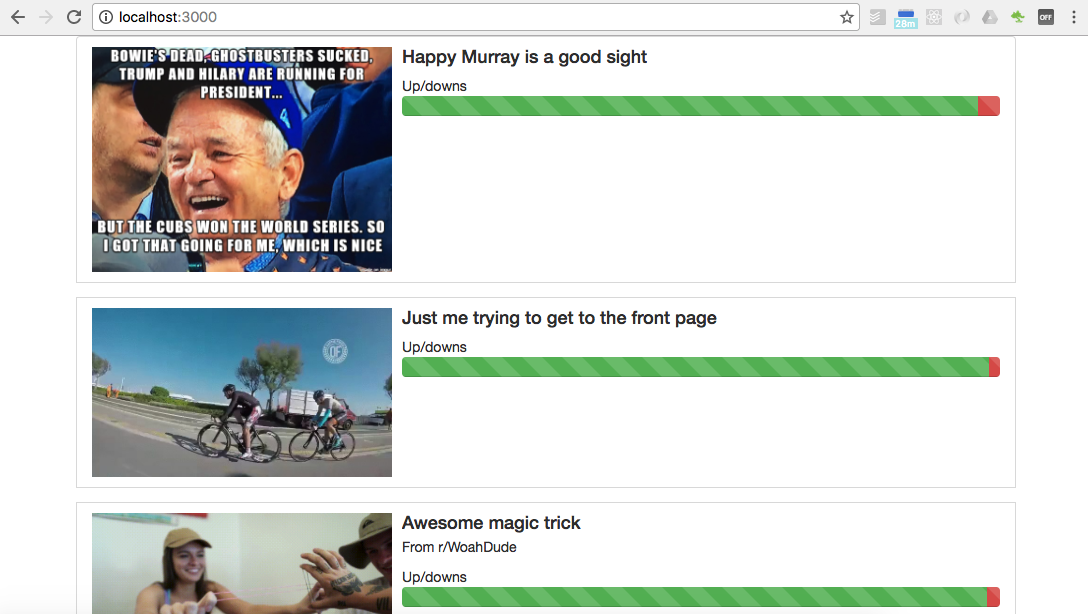 localhost:3000
28m
OFF
BOWIE'S DEAD, GHOSTBUSTERS SUCKED,
TRUMP AND HILARY ARE RUNNING FOR
PRESIDENT...
BUT THE CUBS WON THE WORLD SERIES. SO
I GOT THAT GOING FOR ME, WHICH IS NICE
Happy Murray is a good sight
Up/downs
OF
Just me trying to get to the front page
Up/downs
Awesome magic trick
From r/WoahDude
Up/downs